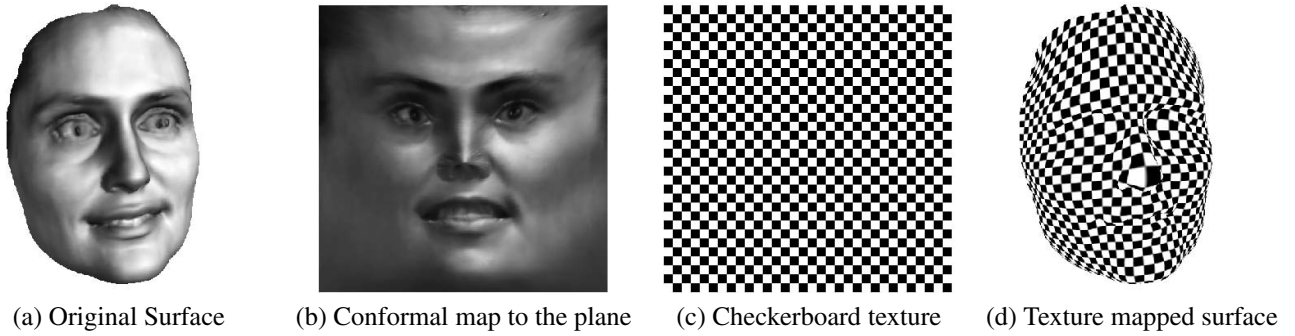 (a) Original Surface
(b) Conformal map to the plane
(c) Checkerboard texture
(d) Texture mapped surface